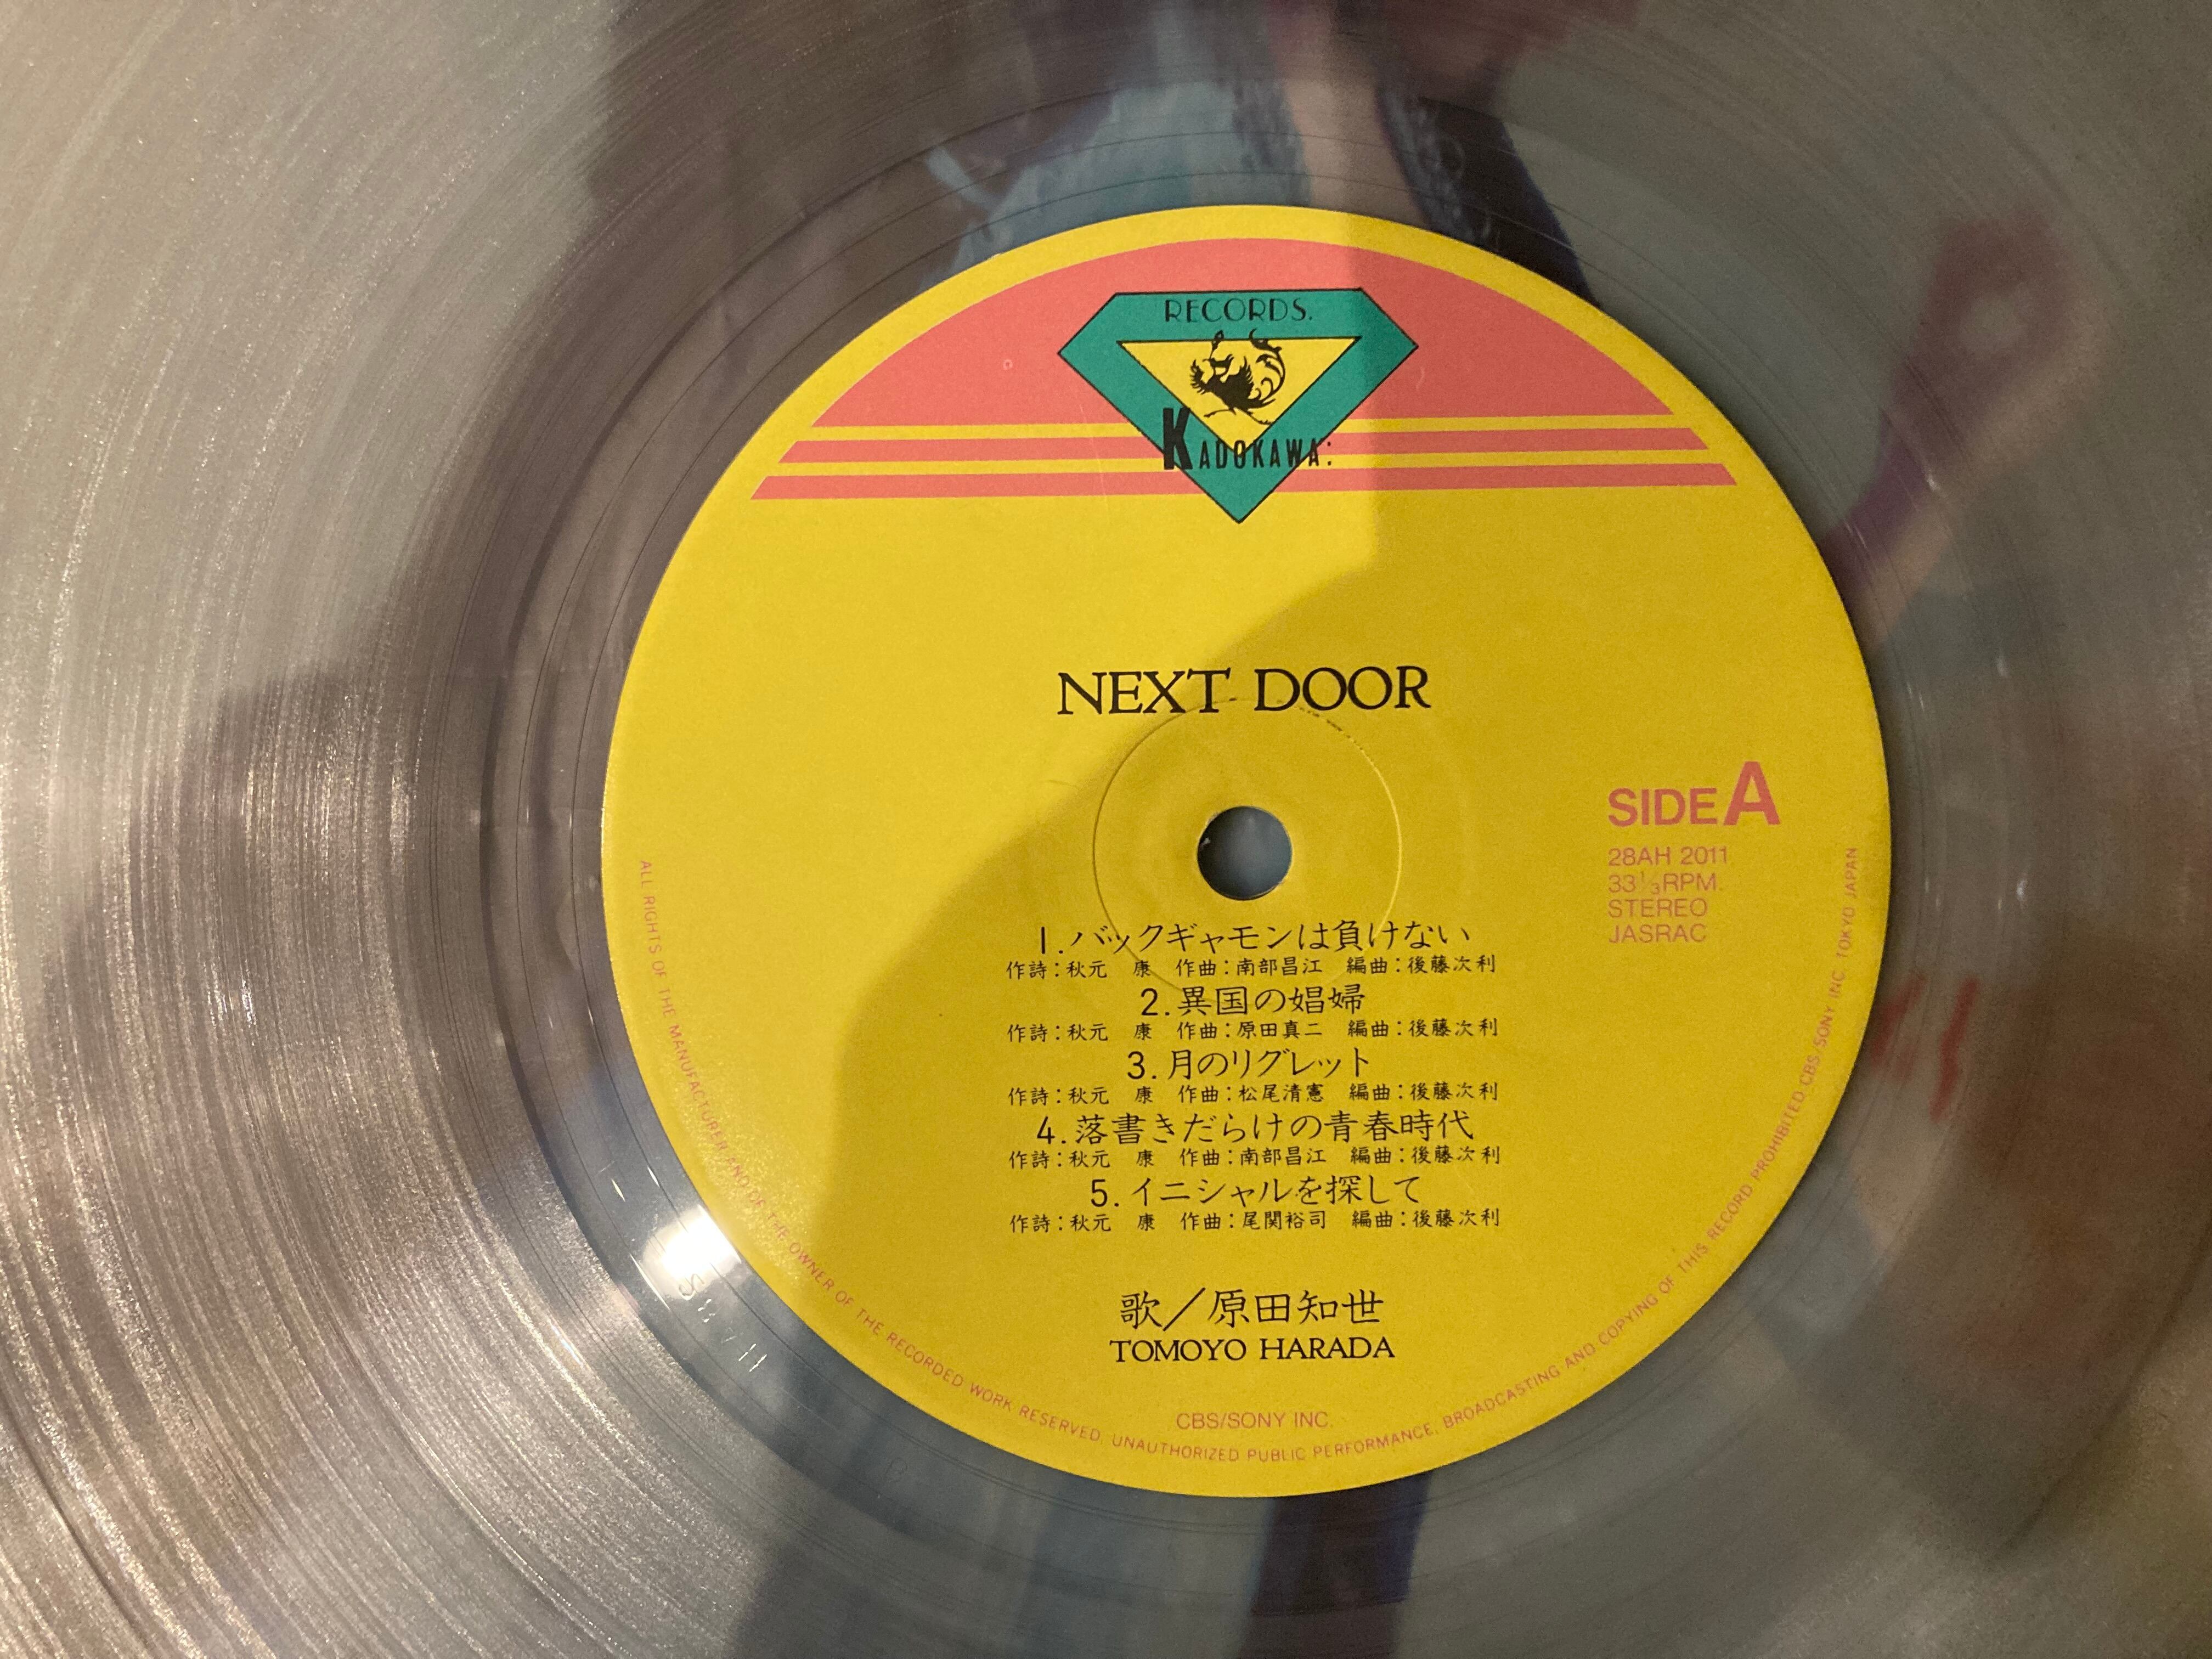 RECORDS.
KADOKAWA:
NEXT DOOR
SIDE A
28AH 2011
33⅓RPM.
STEREO
JASRAC
1.バックギャモンは負けない
作詩:秋元 康 作曲:南部昌江 編曲:後藤次利
2.異国の娼婦
作詩:秋元 康 作曲:原田真二 編曲:後藤次利
3.月のリグレット
作詩:秋元 康 作曲:松尾清憲 編曲:後藤次利
4.落書きだらけの青春時代
作詩:秋元 康 作曲:南部昌江 編曲:後藤次利
5.イニシャルを探して
作詩:秋元 康 作曲:尾関裕司 編曲:後藤次利
歌/原田知世
TOMOYO HARADA
CBS/SONY INC.
ALL RIGHTS OF THE MANUFACTURER AND OF THE OWNER OF THE RECORDED WORK RESERVED. UNAUTHORIZED PUBLIC PERFORMANCE, BROADCASTING AND COPYING OF THIS RECORD PROHIBITED CBS/SONY INC. TOKYO JAPAN